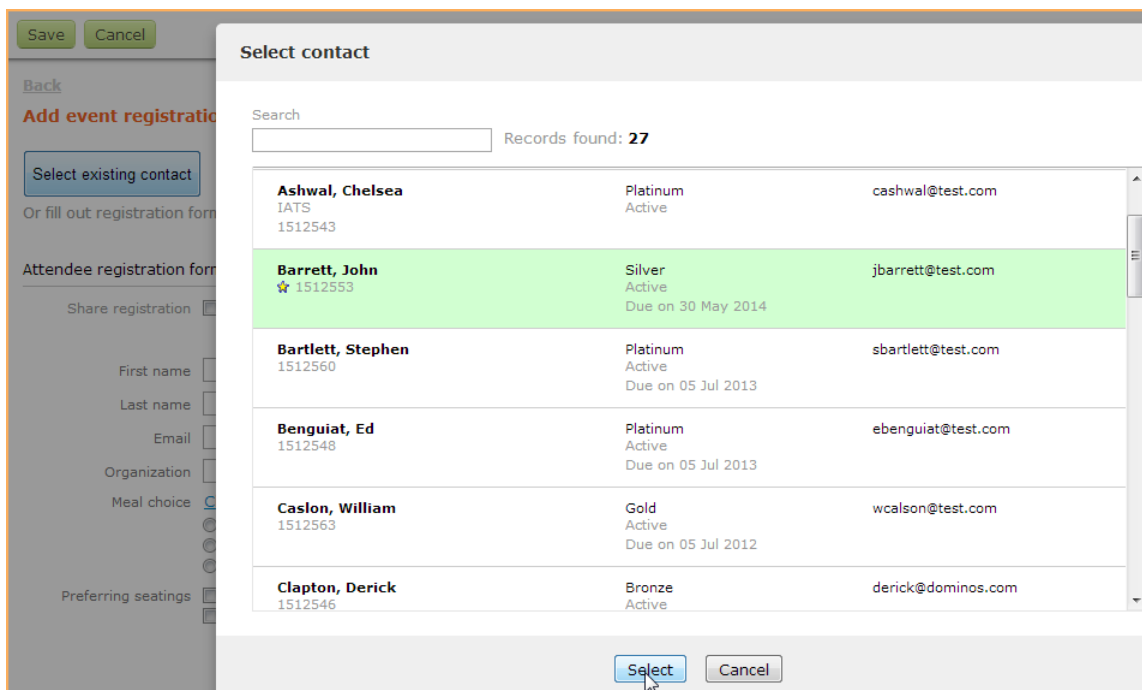 Save Cancel
Select contact
Back
Add event registratio
Search
Records found: 27
Select existing contact
Or fill out registration form
Attendee registration for
Share registration
First name
Last name
Email
Organization
Meal choice C
Preferring seatings
Ashwal, Chelsea Platinum cashwal@test.com
IATS Active
1512543
Barrett, John Silver jbarrett@test.com
1512553 Active
Due on 30 May 2014
Bartlett, Stephen Platinum sbartlett@test.com
1512560 Active
Due on 05 Jul 2013
Benguiat, Ed Platinum ebenguiat@test.com
1512548 Active
Due on 05 Jul 2013
Caslon, William Gold wcalson@test.com
1512563 Active
Due on 05 Jul 2012
Clapton, Derick Bronze derick@dominos.com
1512546 Active
Select Cancel